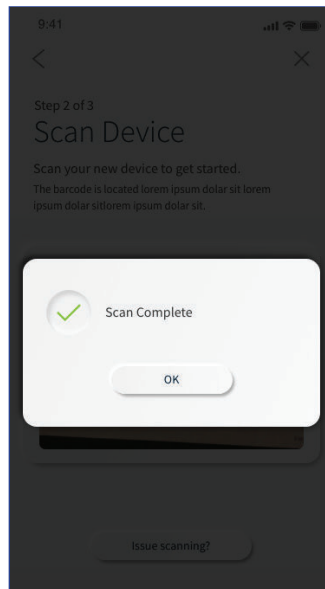 9:41
Step 2 of 3
Scan Device
Scan your new device to get started.
The barcode is located lorem ipsum dolar sit lorem
ipsum dolar sitlorem ipsum dolar sit.
Scan Complete
OK
Issue scanning?